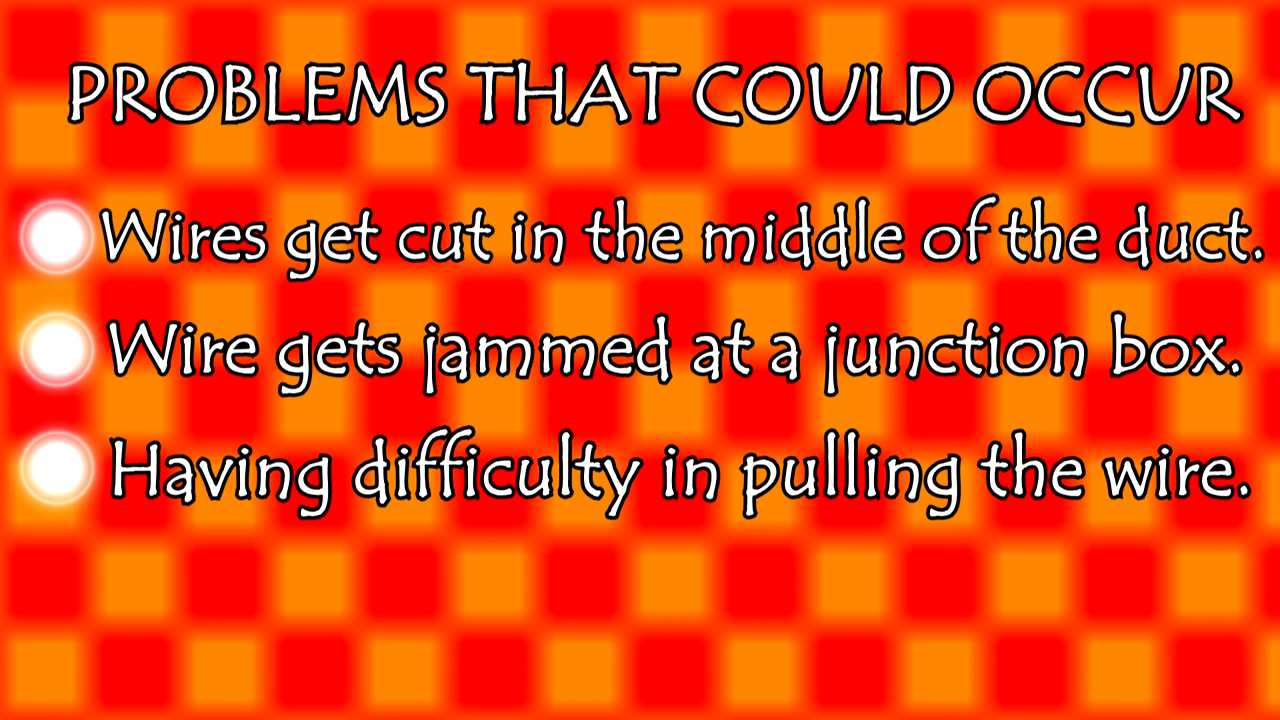 PROBLEMS THAT COULD OCCUR
Wires get cut in the middle of the duct.
Wire gets jammed at a junction box.
Having difficulty in pulling the wire.